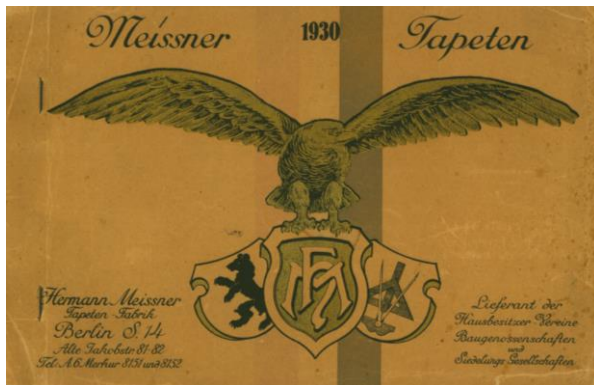 Meissner 1930 Tapeten
Hermann Meissner
Tapeten-Fabrik
Berlin S. 14
Alte Jakobstr. 81-82
Tel: A.6. Merkur 8151 und 8152
Lieferant der
Hausbesitzer Vereine
Baugenossenschaften
und
Siedelungs Gesellschaften